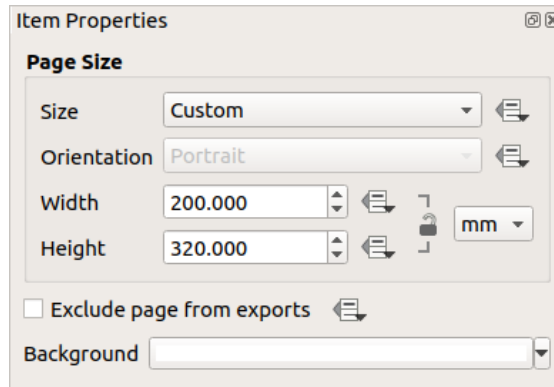 Item Properties
Page Size
Size Custom
Orientation Portrait
Width 200.000
mm
Height 320.000
Exclude page from exports
Background